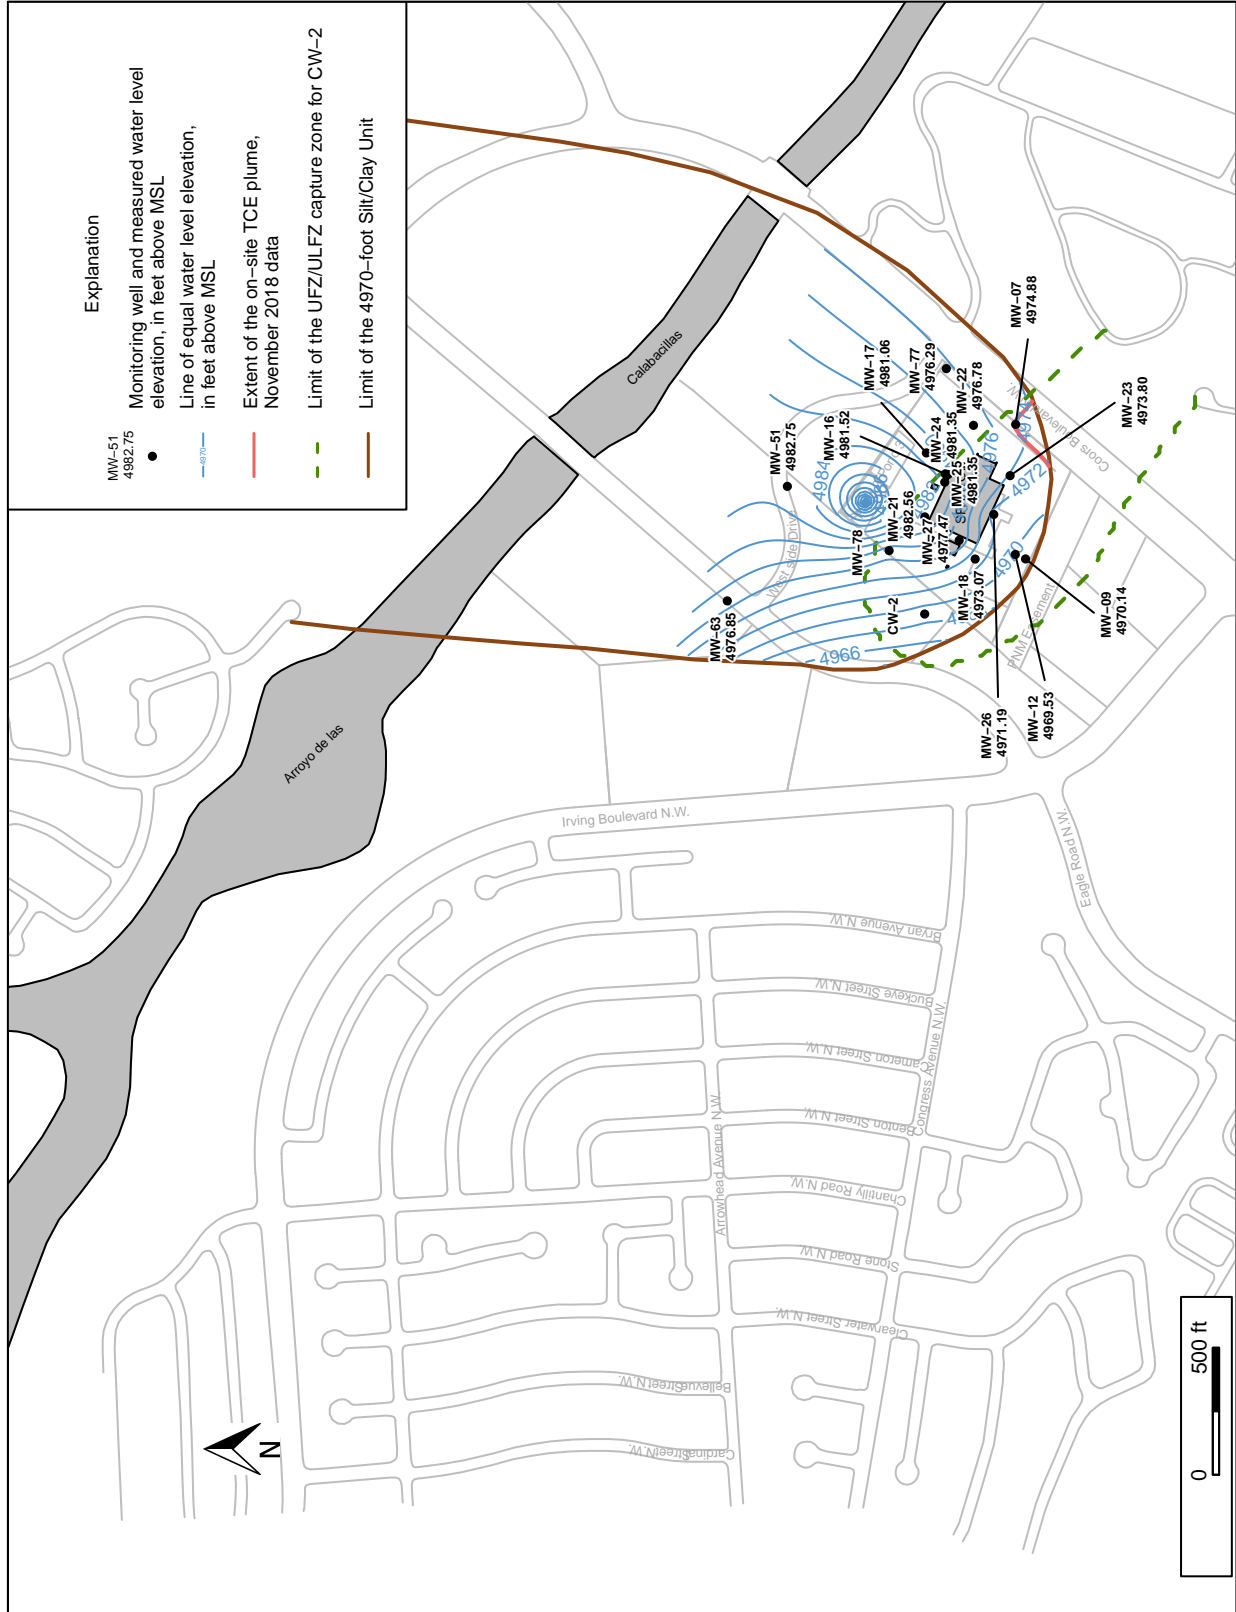 Explanation
MW-51
4982.75
Monitoring well and measured water level
elevation, in feet above MSL
4970
Line of equal water level elevation,
in feet above MSL
Extent of the on-site TCE plume,
November 2018 data
Limit of the UFZ/ULFZ capture zone for CW-2
Limit of the 4970-foot Silt/Clay Unit
Calabacillas
Arroyo de las
MW-51
4982.75
MW-17
4981.06
MW-77
4976.29
MW-22
4976.78
MW-07
4974.88
MW-16
4981.52
MW-24
4981.35
MW-25
4981.35
MW-23
4973.80
MW-78
MW-21
4982.56
MW-27
4977.47
MW-63
4976.85
CW-2
MW-18
4973.07
MW-09
4970.14
MW-26
4971.19
MW-12
4969.53
4984
4976
4974
4972
4970
4966
West side Drive
Coors Boulevard N.W.
PNM Easement
Irving Boulevard N.W.
Eagle Road N.W.
Bryan Avenue N.W.
Buckeye Street N.W.
Cameron Street N.W.
Congress Avenue N.W.
Benton Street N.W.
Arrowhead Avenue N.W.
Chantilly Road N.W.
Stone Road N.W.
Clearwater Street N.W.
Bellevue Street N.W.
Cardinal Street N.W.
N
0 500 ft